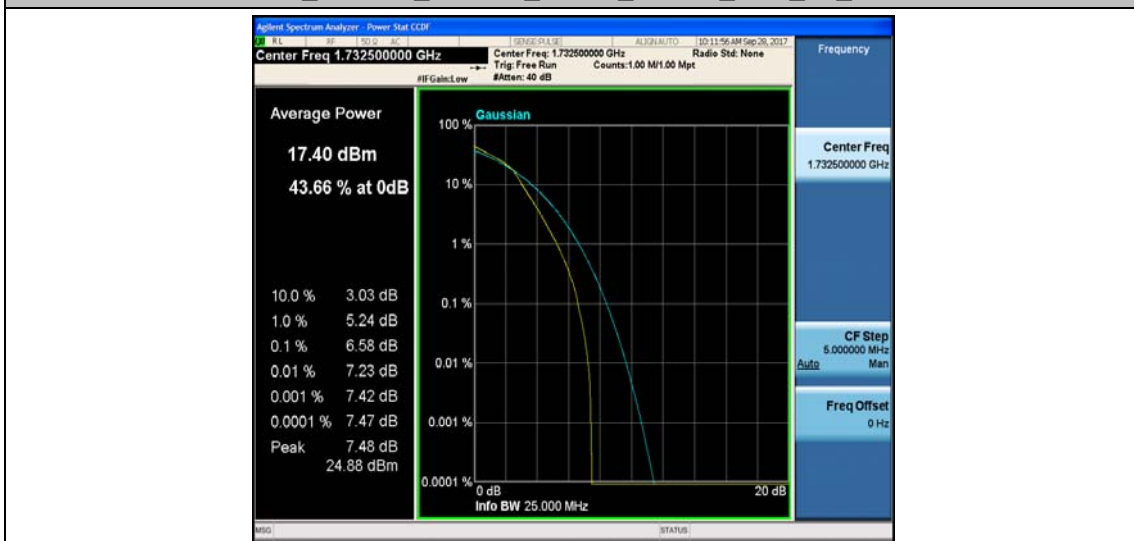 Agilent Spectrum Analyzer - Power Stat CCDF
RL RF 50 Ω AC SENSE:PULSE ALIGN AUTO 10:11:56 AM Sep 28, 2017
Center Freq 1.732500000 GHz
Center Freq: 1.732500000 GHz Radio Std: None
Trig: Free Run Counts:1.00 M/1.00 Mpt
#IFGain:Low #Atten: 40 dB
Frequency
Average Power
17.40 dBm
43.66 % at 0dB
10.0 % 3.03 dB
1.0 % 5.24 dB
0.1 % 6.58 dB
0.01 % 7.23 dB
0.001 % 7.42 dB
0.0001 % 7.47 dB
Peak 7.48 dB
24.88 dBm
Gaussian
100 %
10 %
1 %
0.1 %
0.01 %
0.001 %
0.0001 %
0 dB 20 dB
Info BW 25.000 MHz
Center Freq
1.732500000 GHz
CF Step
5.000000 MHz
Auto Man
Freq Offset
0 Hz
MSG STATUS